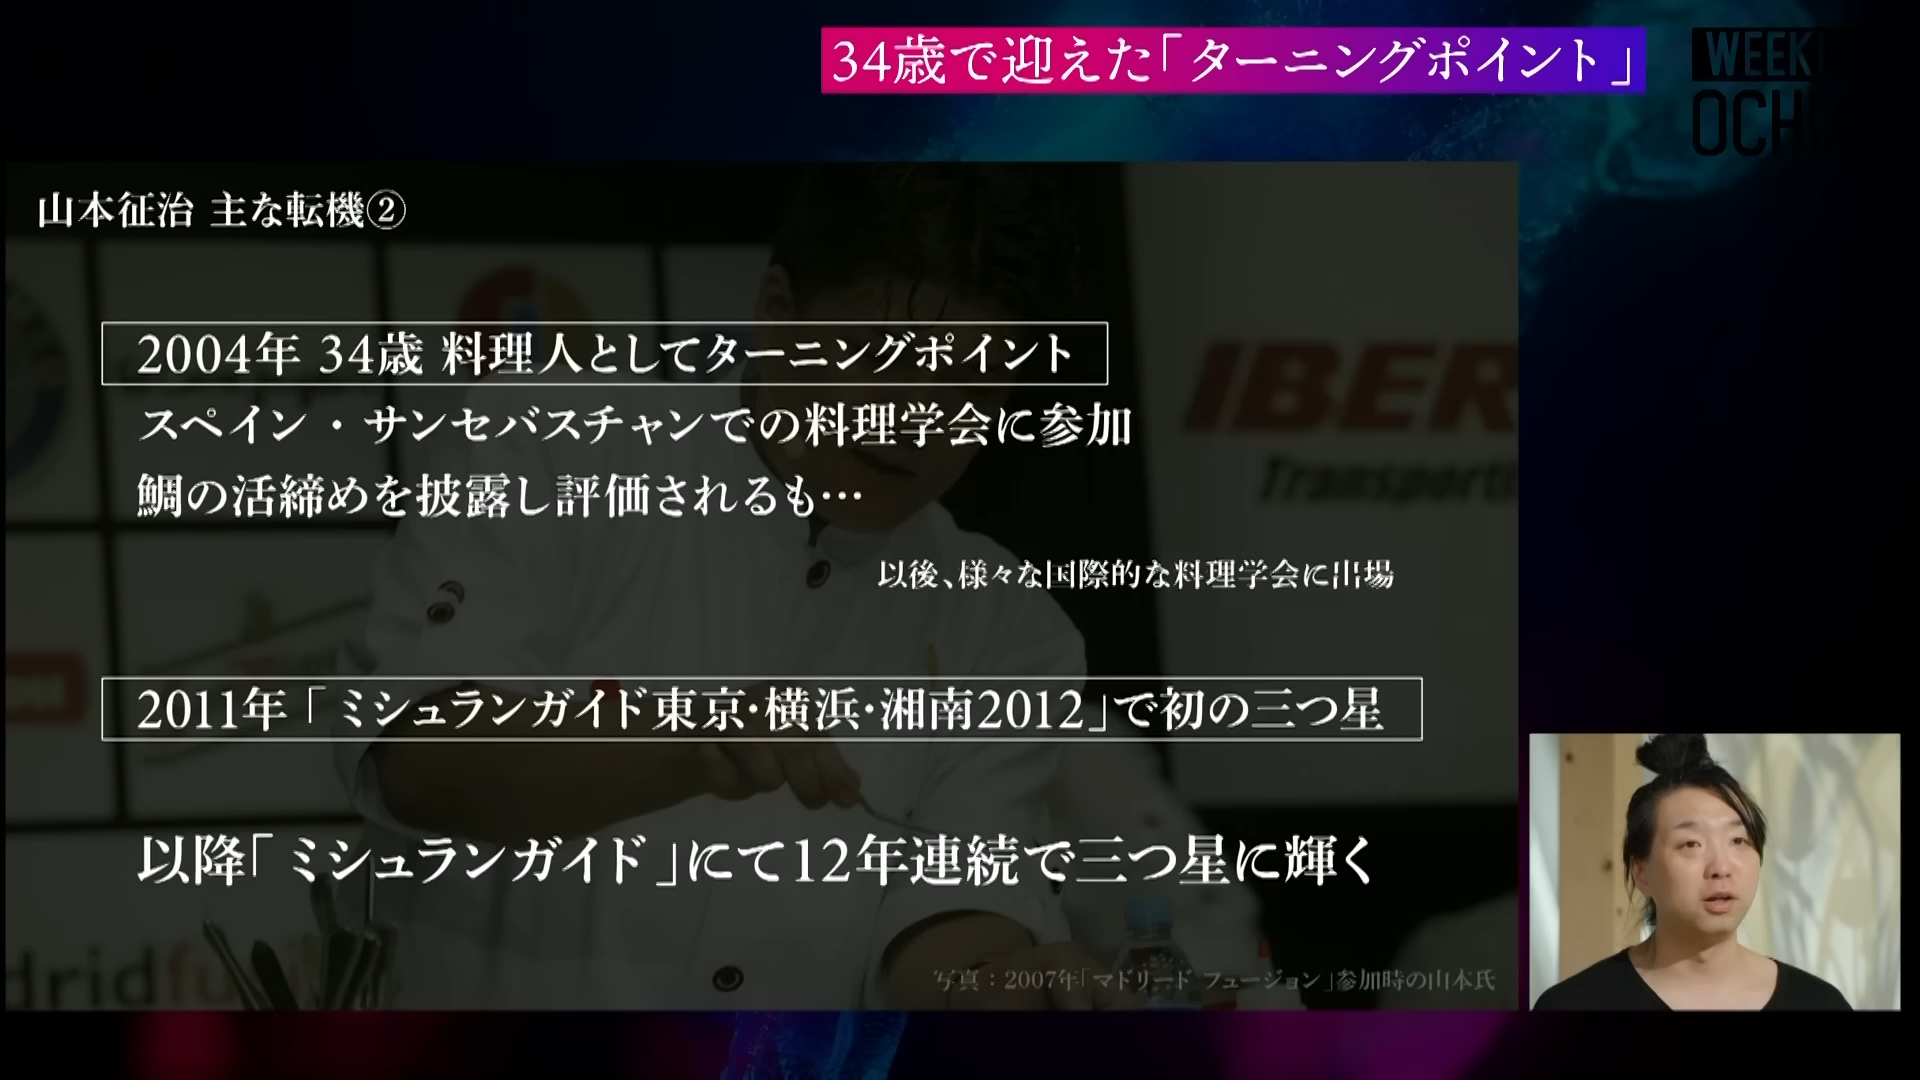 34歳で迎えた「ターニングポイント」
WEEK
OCHIA
山本征治 主な転機②
2004年 34歳 料理人としてターニングポイント
スペイン・サンセバスチャンでの料理学会に参加
鯛の活締めを披露し評価されるも…
以後、様々な国際的な料理学会に出場
2011年「ミシュランガイド東京・横浜・湘南2012」で初の三つ星
以降「ミシュランガイド」にて12年連続で三つ星に輝く
写真：2007年「マドリード フュージョン」参加時の山本氏
IBER
Transporti
dridfu